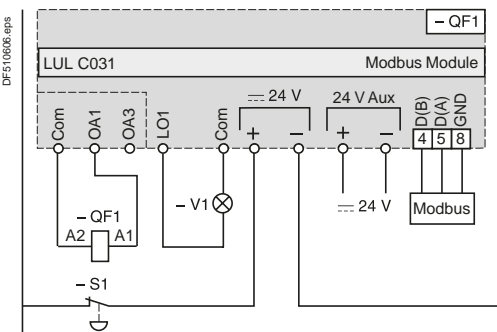 DF510606.eps
– QF1
LUL C031 Modbus Module
24 V 24 V Aux
Com OA1 OA3 LO1 Com + – + – D(B) D(A) GND
4 5 8
– QF1
A2 A1
– V1
24 V
Modbus
– S1